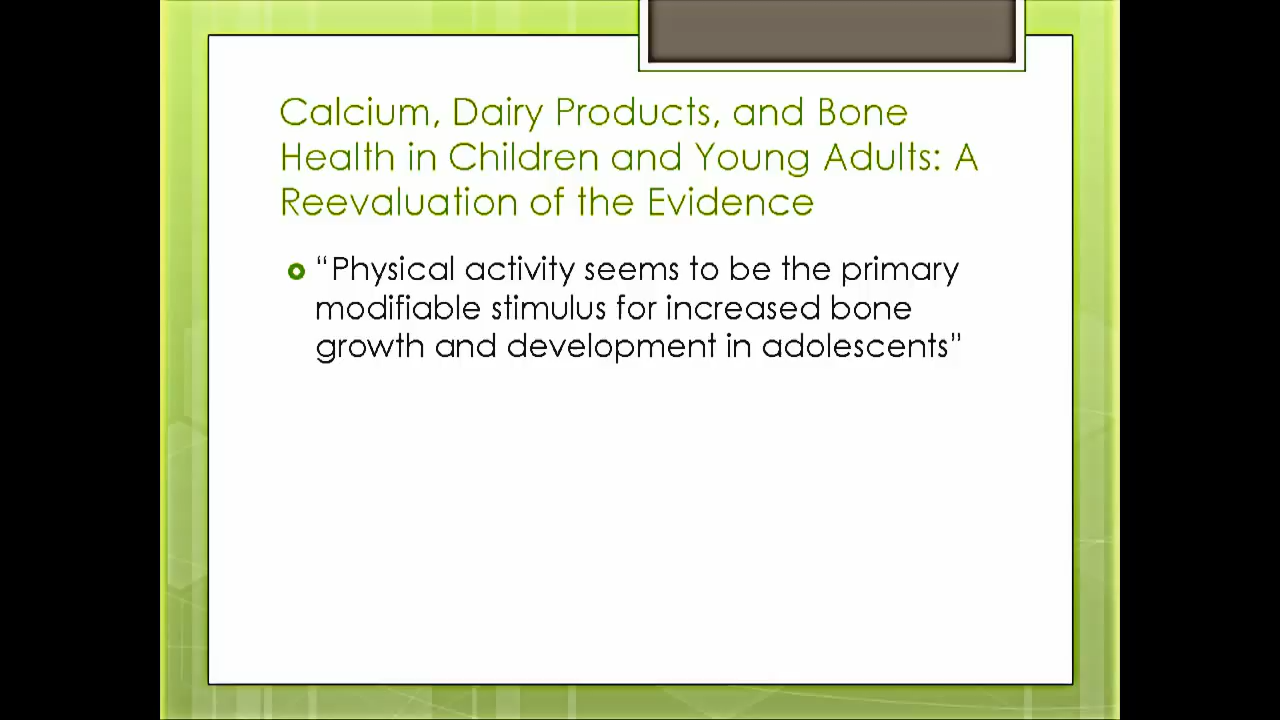 Calcium, Dairy Products, and Bone
Health in Children and Young Adults: A
Reevaluation of the Evidence
“Physical activity seems to be the primary
modifiable stimulus for increased bone
growth and development in adolescents”